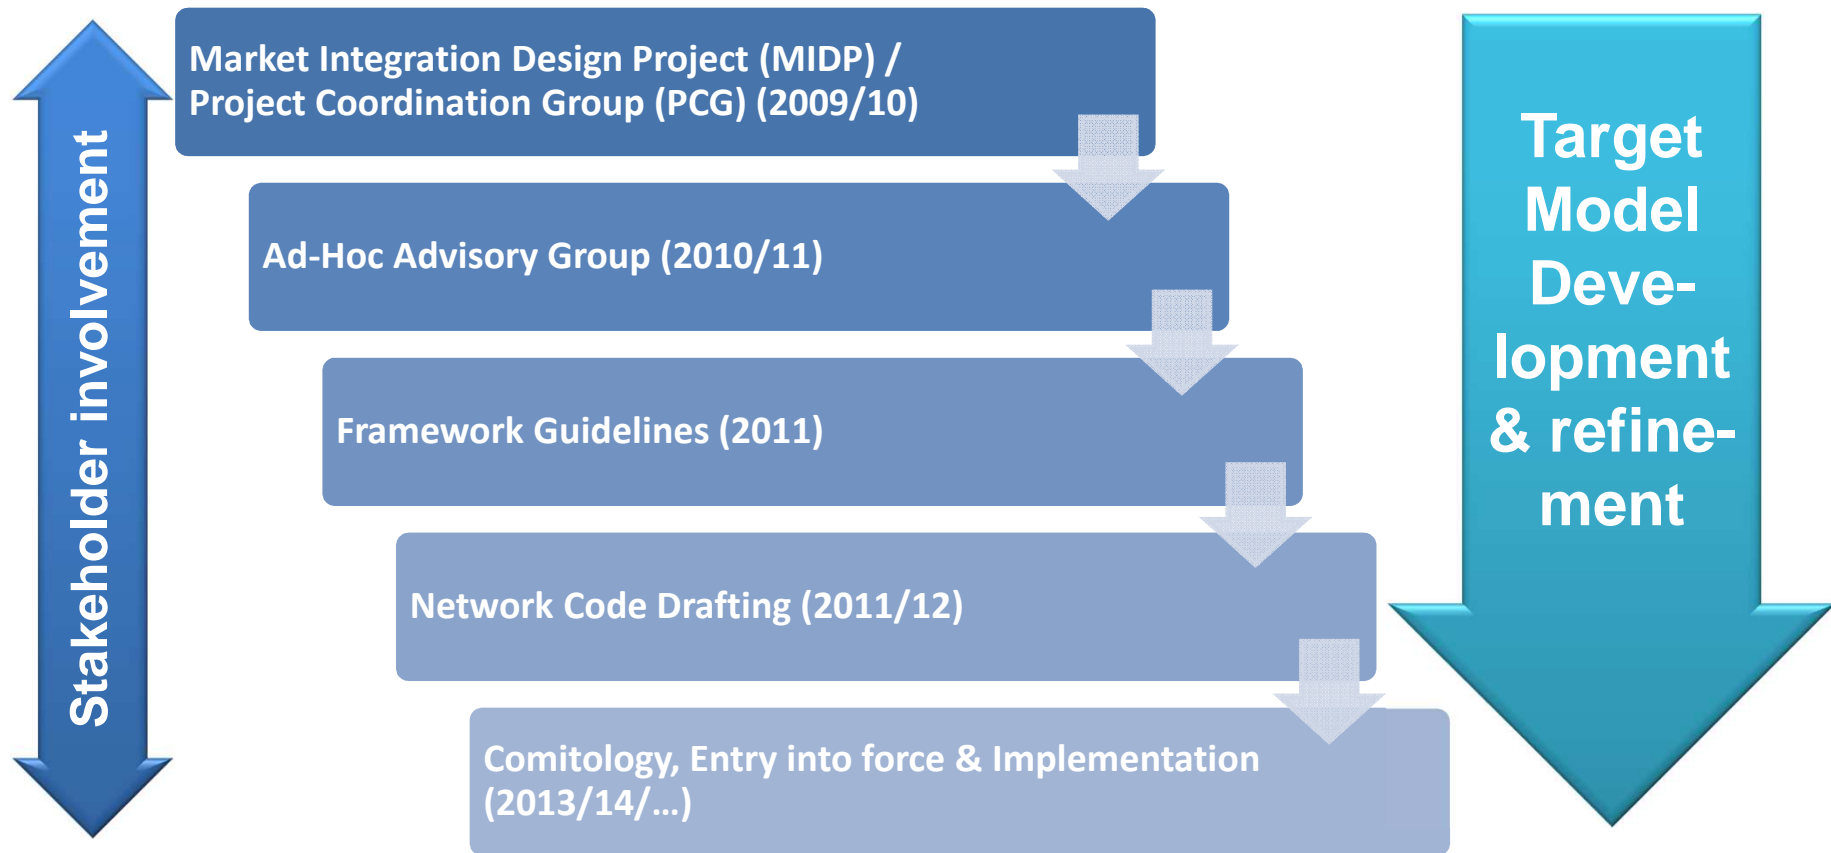 Stakeholder involvement
Market Integration Design Project (MIDP) /
Project Coordination Group (PCG) (2009/10)
Ad-Hoc Advisory Group (2010/11)
Framework Guidelines (2011)
Network Code Drafting (2011/12)
Comitology, Entry into force & Implementation
(2013/14/…)
Target
Model
Deve-
lopment
& refine-
ment